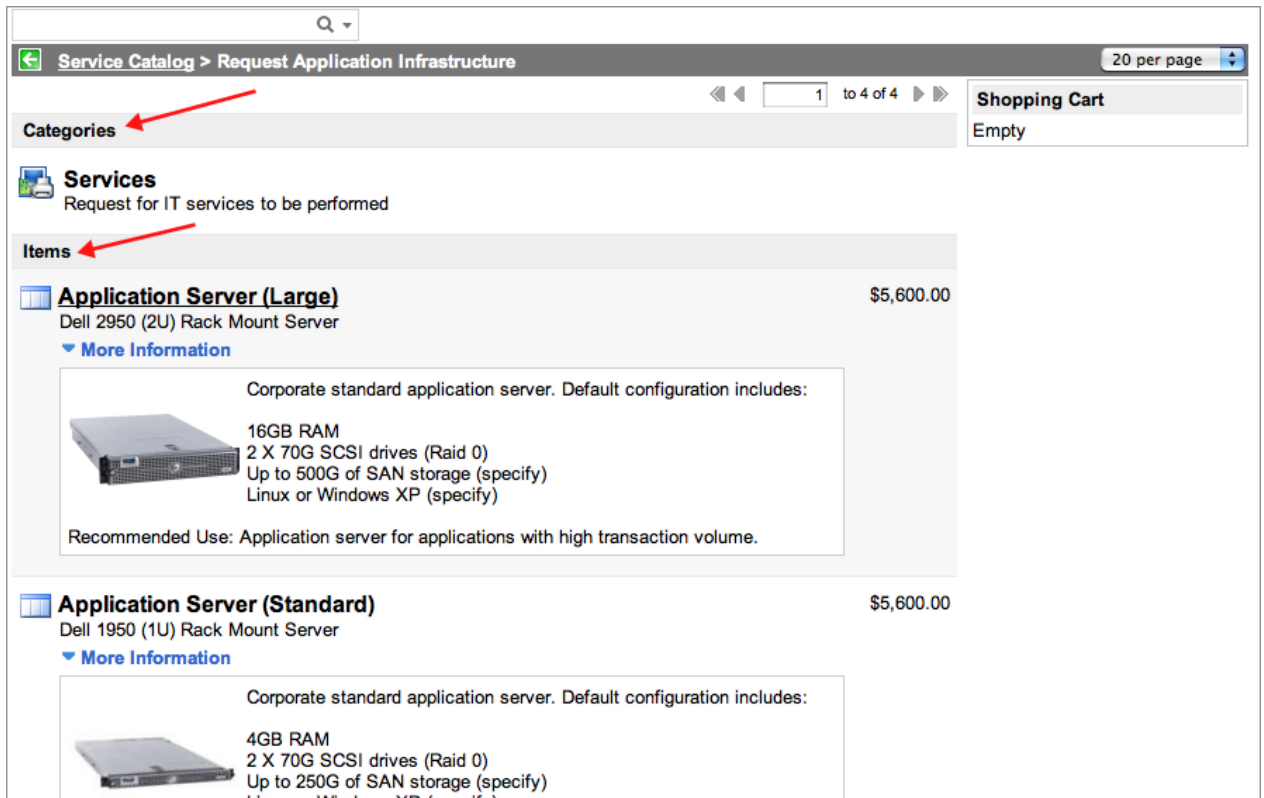 Service Catalog > Request Application Infrastructure
20 per page
1 to 4 of 4
Shopping Cart
Empty
Categories
Services
Request for IT services to be performed
Items
Application Server (Large)
$5,600.00
Dell 2950 (2U) Rack Mount Server
More Information
Corporate standard application server. Default configuration includes:
16GB RAM
2 X 70G SCSI drives (Raid 0)
Up to 500G of SAN storage (specify)
Linux or Windows XP (specify)
Recommended Use: Application server for applications with high transaction volume.
Application Server (Standard)
$5,600.00
Dell 1950 (1U) Rack Mount Server
More Information
Corporate standard application server. Default configuration includes:
4GB RAM
2 X 70G SCSI drives (Raid 0)
Up to 250G of SAN storage (specify)